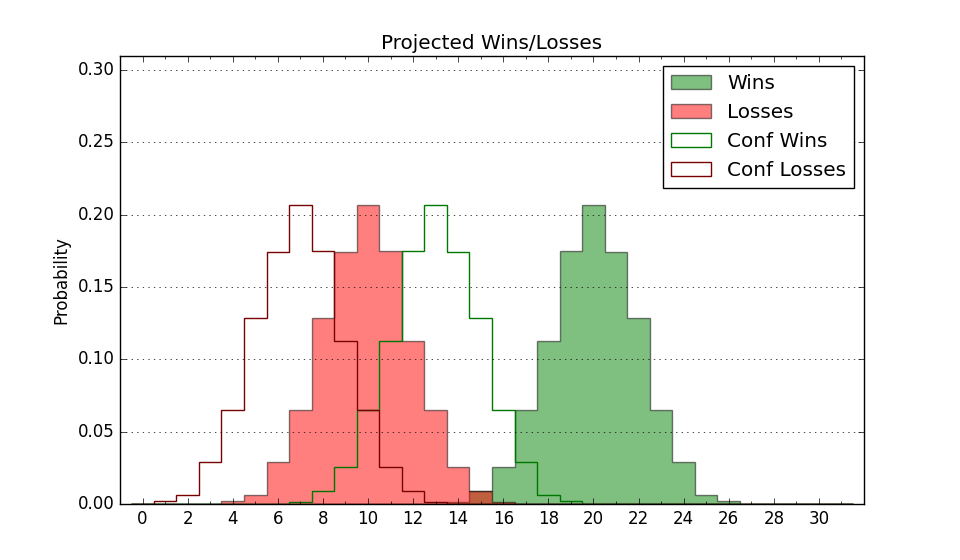 Projected Wins/Losses
0.30
0.25
0.20
0.15
0.10
0.05
0.00
Probability
Wins
Losses
Conf Wins
Conf Losses
0 2 4 6 8 10 12 14 16 18 20 22 24 26 28 30